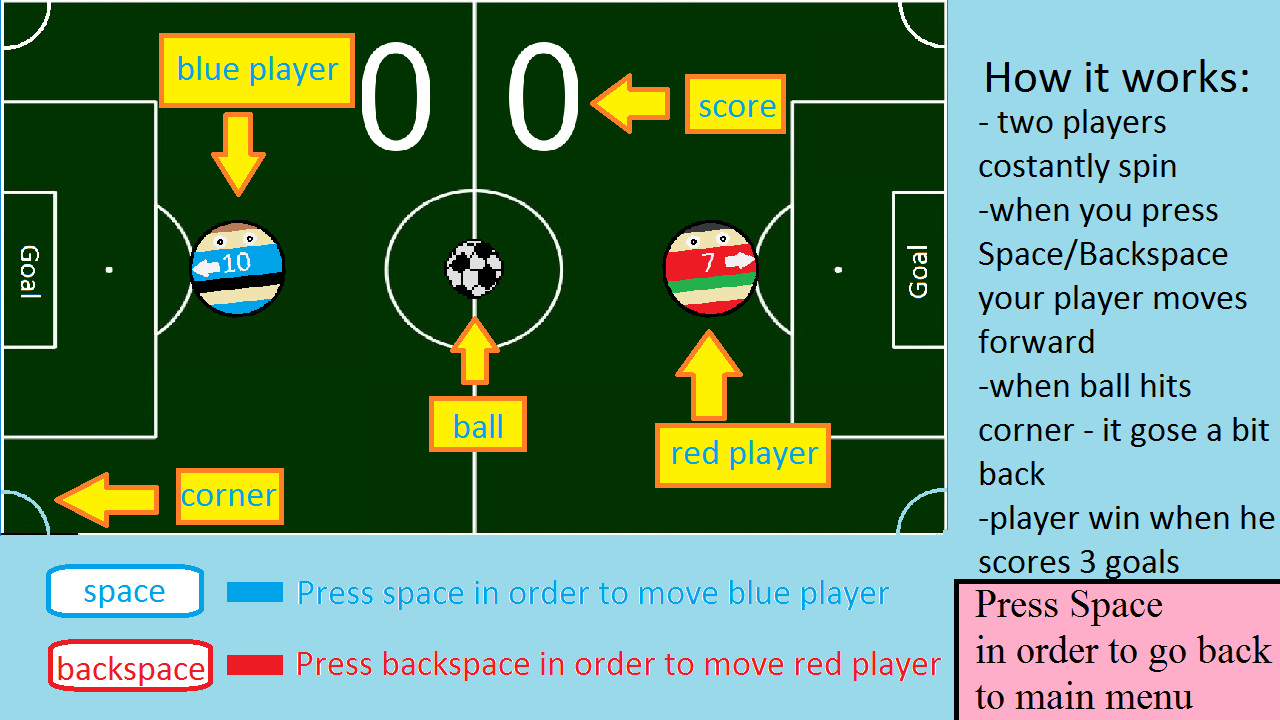 blue player
0 0
score
Goal
10
7
Goal
ball
red player
corner
space
Press space in order to move blue player
backspace
Press backspace in order to move red player
How it works:
- two players
costantly spin
-when you press
Space/Backspace
your player moves
forward
-when ball hits
corner - it gose a bit
back
-player win when he
scores 3 goals
Press Space
in order to go back
to main menu